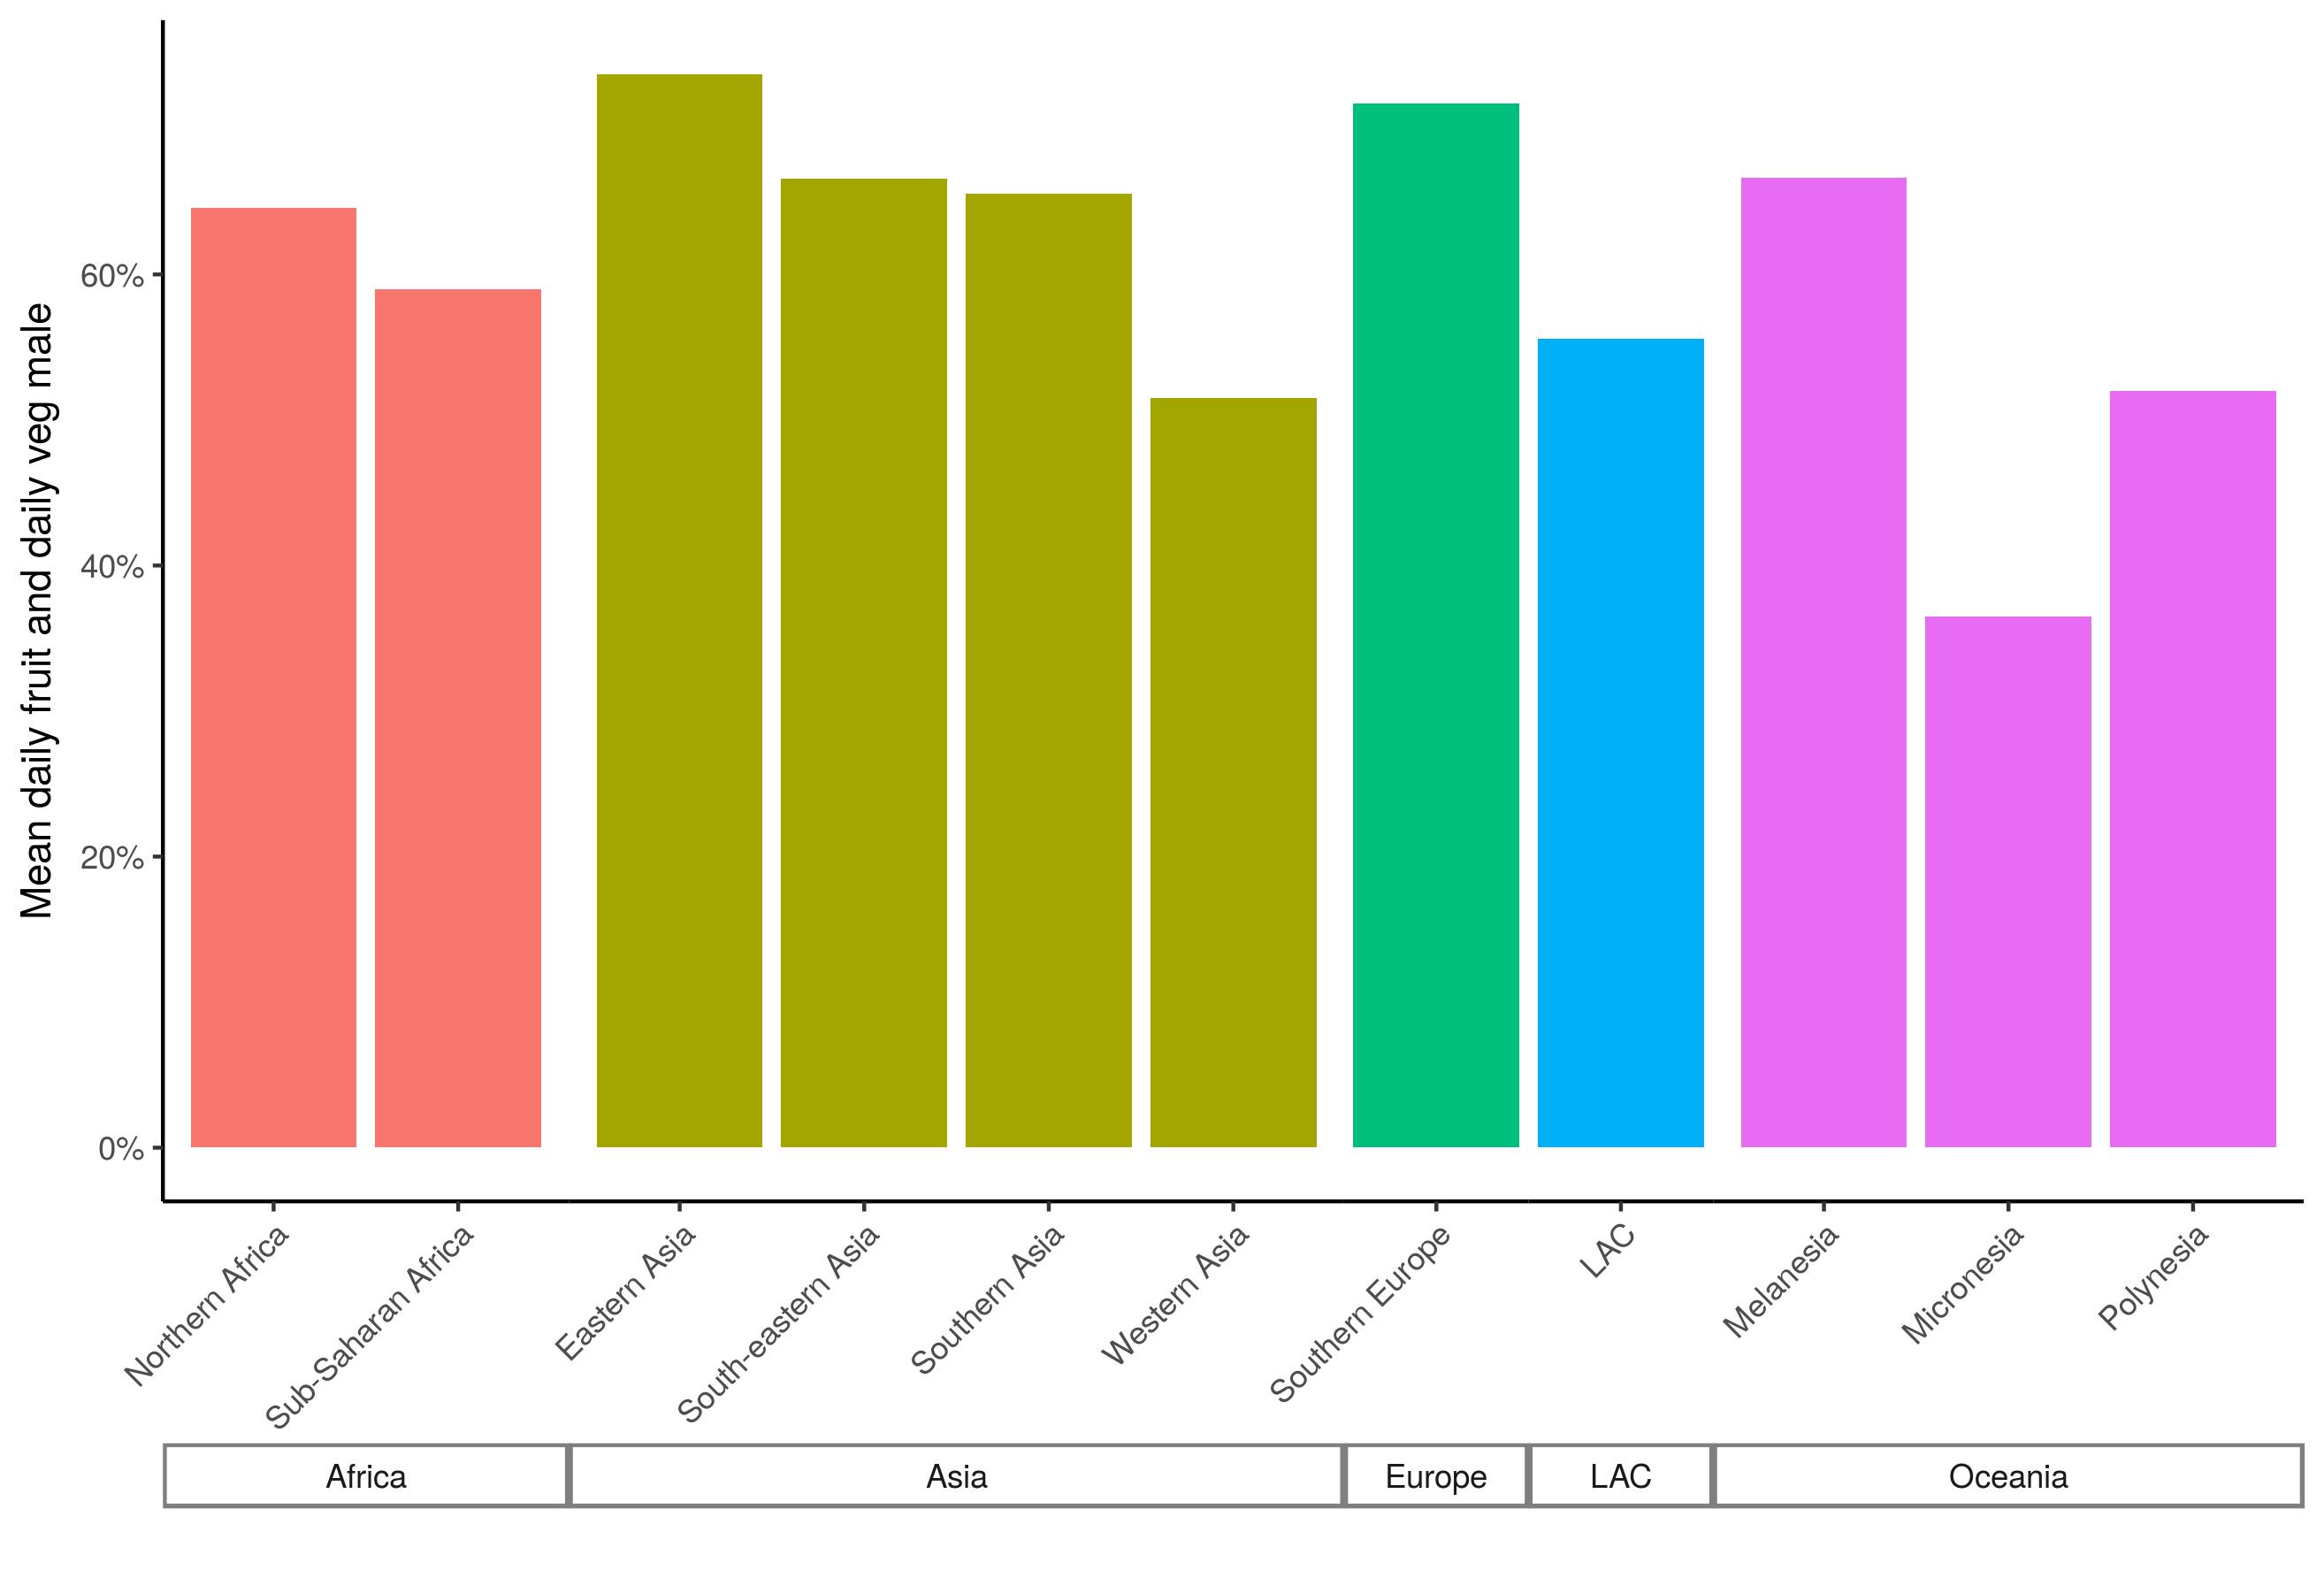 Mean daily fruit and daily veg male
60%
40%
20%
0%
Northern Africa
Sub-Saharan Africa
Eastern Asia
South-eastern Asia
Southern Asia
Western Asia
Southern Europe
LAC
Melanesia
Micronesia
Polynesia
Africa
Asia
Europe
LAC
Oceania